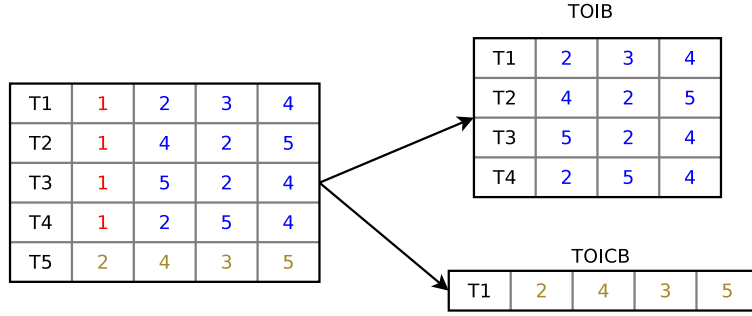 T1 1 2 3 4
T2 1 4 2 5
T3 1 5 2 4
T4 1 2 5 4
T5 2 4 3 5
TOIB
T1 2 3 4
T2 4 2 5
T3 5 2 4
T4 2 5 4
TOICB
T1 2 4 3 5